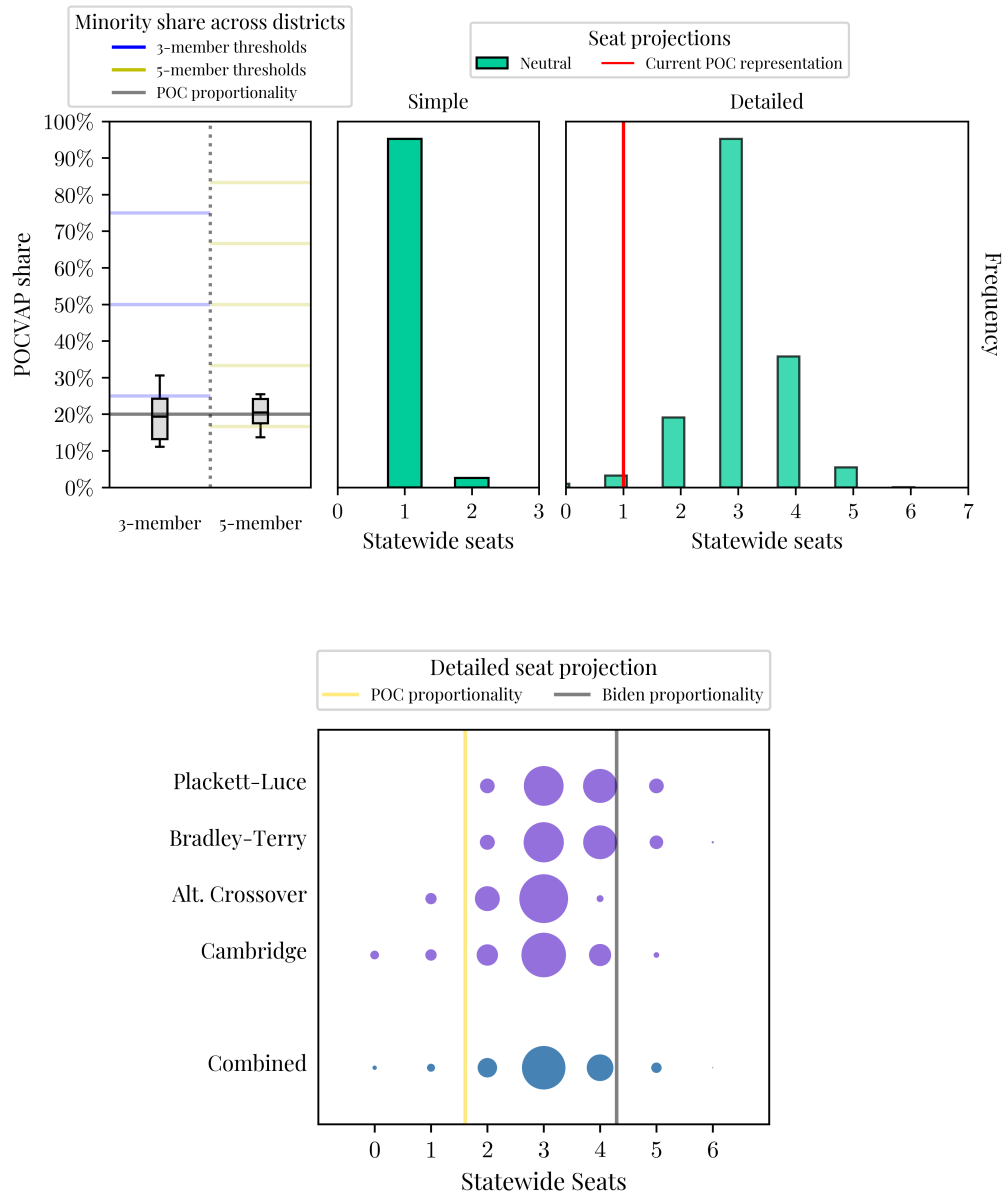 Minority share across districts
3-member thresholds
5-member thresholds
POC proportionality
Seat projections
Neutral
Current POC representation
Simple
Detailed
100%
90%
80%
70%
60%
50%
40%
30%
20%
10%
0%
POCVAP share
3-member
5-member
0
1
2
3
Statewide seats
0
1
2
3
4
5
6
7
Statewide seats
Frequency
Detailed seat projection
POC proportionality
Biden proportionality
Plackett-Luce
Bradley-Terry
Alt. Crossover
Cambridge
Combined
0
1
2
3
4
5
6
Statewide Seats